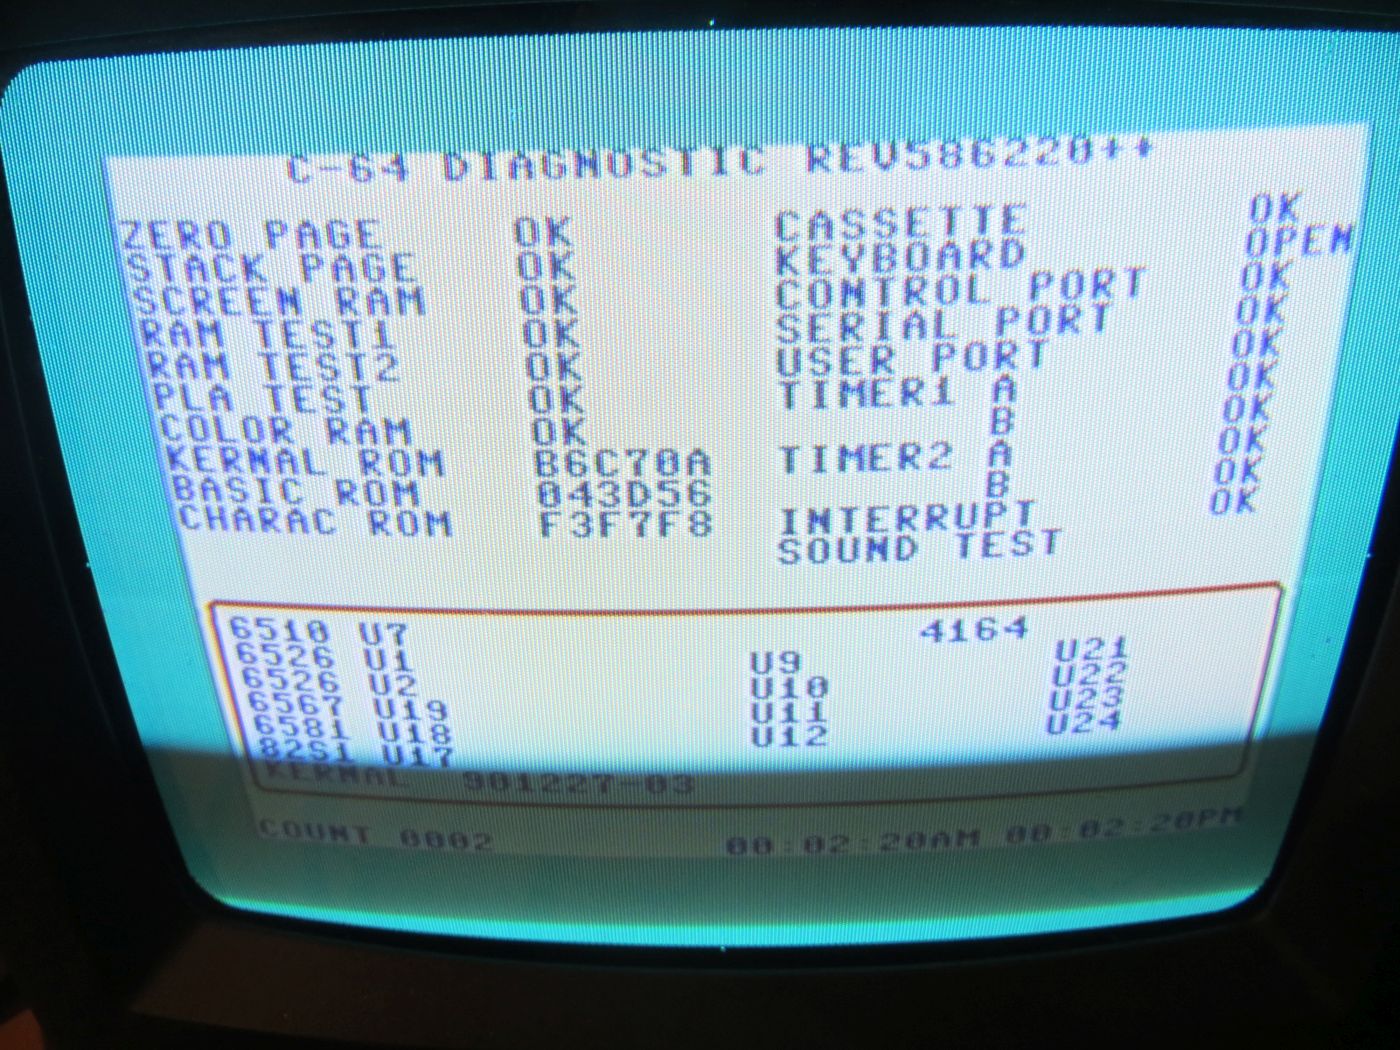 C-64 DIAGNOSTIC REV586220++
ZERO PAGE OK CASSETTE OK
STACK PAGE OK KEYBOARD OPEN
SCREEN RAM OK CONTROL PORT OK
RAM TEST1 OK SERIAL PORT OK
RAM TEST2 OK USER PORT OK
PLA TEST OK TIMER1 A OK
COLOR RAM OK B OK
KERNAL ROM B6C70A TIMER2 A OK
BASIC ROM 043D56 B OK
CHARAC ROM F3F7F8 INTERRUPT OK
SOUND TEST
6510 U7 4164
6526 U1 U9 U21
6526 U2 U10 U22
6567 U19 U11 U23
6581 U18 U12 U24
82S1 U17
KERNAL 901227-03
COUNT 0002 00:02:20AM 00:02:20PM